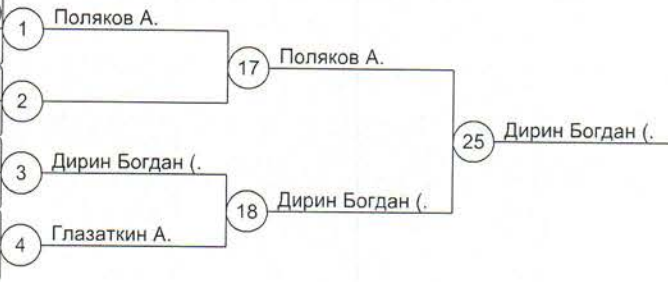 1 Поляков А.
17 Поляков А.
2
25 Дирин Богдан (.
3 Дирин Богдан (.
18 Дирин Богдан (.
4 Глазаткин А.